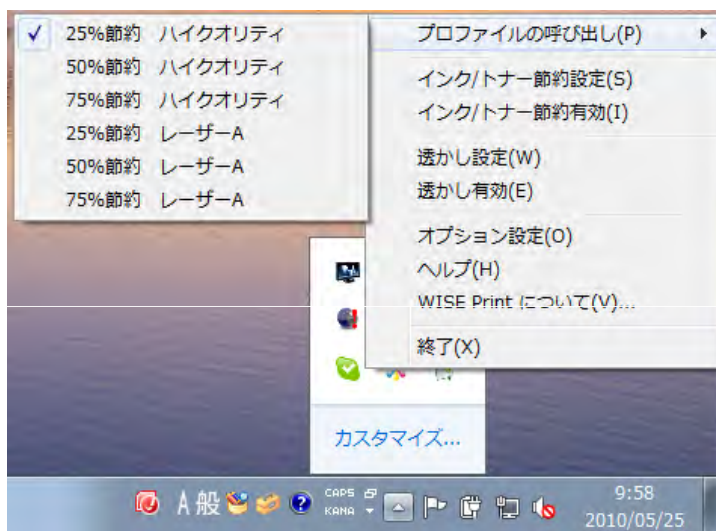 25%節約 ハイクオリティ
50%節約 ハイクオリティ
75%節約 ハイクオリティ
25%節約 レーザーA
50%節約 レーザーA
75%節約 レーザーA
プロファイルの呼び出し(P)
インク/トナー節約設定(S)
インク/トナー節約有効(I)
透かし設定(W)
透かし有効(E)
オプション設定(O)
ヘルプ(H)
WISE Print について(V)...
終了(X)
カスタマイズ...
A 般
CAPS
KANA
9:58
2010/05/25